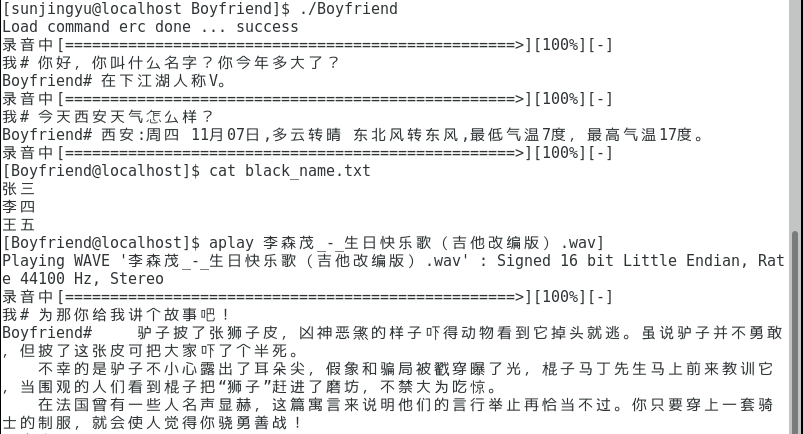 [sunjingyu@localhost Boyfriend]$ ./Boyfriend
Load command erc done ... success
录音中[==================================================>][100%][-]
我# 你好，你叫什么名字？你今年多大了？
Boyfriend# 在下江湖人称V。
录音中[==================================================>][100%][-]
我# 今天西安天气怎么样？
Boyfriend# 西安:周四 11月07日,多云转晴 东北风转东风,最低气温7度，最高气温17度。
录音中[==================================================>][100%][-]
[Boyfriend@localhost]$ cat black_name.txt
张三
李四
王五
[Boyfriend@localhost]$ aplay 李森茂_-_生日快乐歌（吉他改编版）.wav]
Playing WAVE '李森茂_-_生日快乐歌（吉他改编版）.wav' : Signed 16 bit Little Endian, Rat
e 44100 Hz, Stereo
录音中[==================================================>][100%][-]
我# 为那你给我讲个故事吧！
Boyfriend#     驴子披了张狮子皮，凶神恶煞的样子吓得动物看到它掉头就逃。虽说驴子并不勇敢
，但披了这张皮可把大家吓了个半死。
不幸的是驴子不小心露出了耳朵尖，假象和骗局被戳穿曝了光，棍子马丁先生马上前来教训它
，当围观的人们看到棍子把“狮子”赶进了磨坊，不禁大为吃惊。
在法国曾有一些人名声显赫，这篇寓言来说明他们的言行举止再恰当不过。你只要穿上一套骑
士的制服，就会使人觉得你骁勇善战！